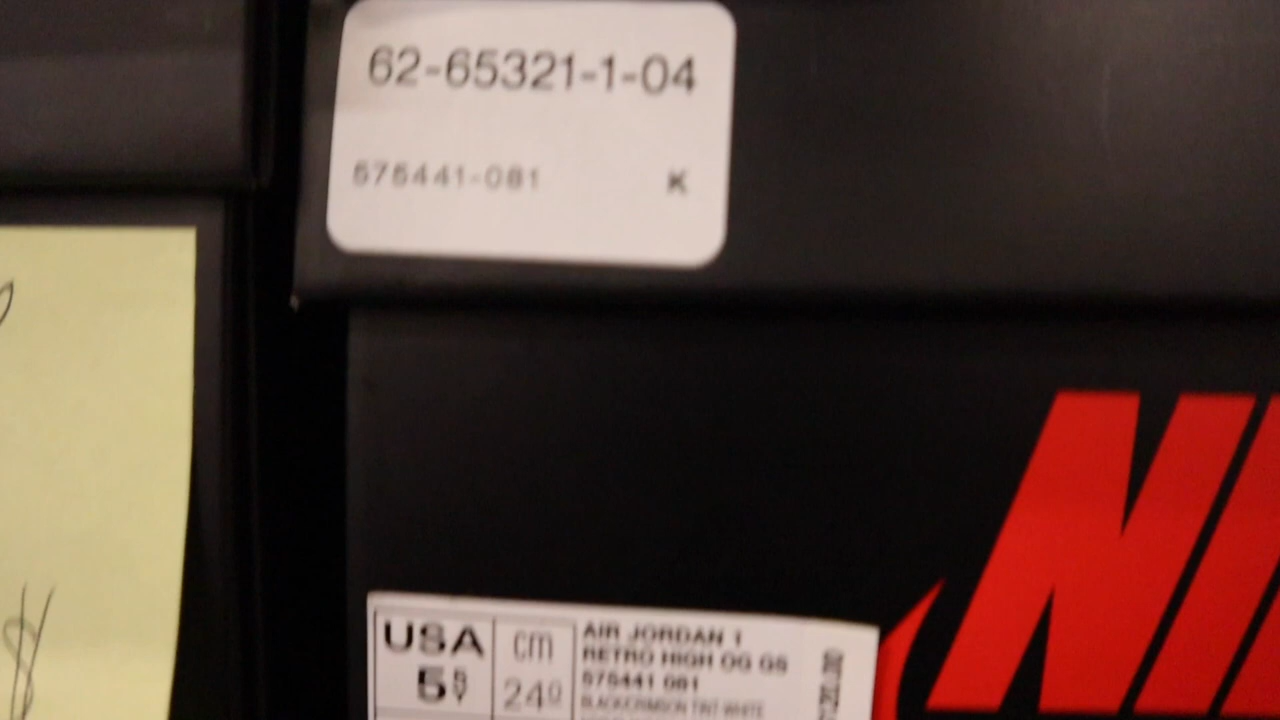 62-65321-1-04
575441-081 K
$
NI
USA
5 Y
cm
24
AIR JORDAN 1
RETRO HIGH OG GS
575441 081
BLACK/CRIMSON TINT-WHITE